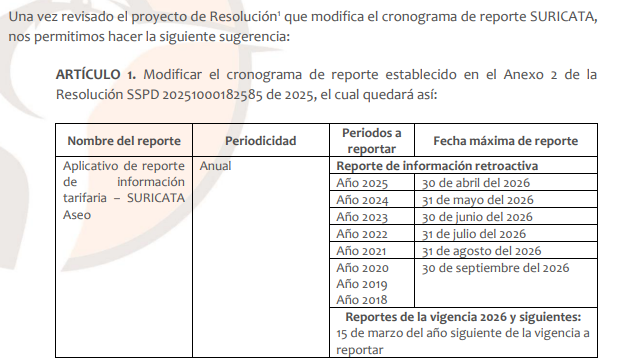 Una vez revisado el proyecto de Resolución¹ que modifica el cronograma de reporte SURICATA,
nos permitimos hacer la siguiente sugerencia:
ARTÍCULO 1. Modificar el cronograma de reporte establecido en el Anexo 2 de la
Resolución SSPD 20251000182585 de 2025, el cual quedará así:
Nombre del reporte
Periodicidad
Periodos a
reportar
Fecha máxima de reporte
Aplicativo de reporte
de información
tarifaria – SURICATA
Aseo
Anual
Reporte de información retroactiva
Año 2025 30 de abril del 2026
Año 2024 31 de mayo del 2026
Año 2023 30 de junio del 2026
Año 2022 31 de julio del 2026
Año 2021 31 de agosto del 2026
Año 2020 30 de septiembre del 2026
Año 2019
Año 2018
Reportes de la vigencia 2026 y siguientes:
15 de marzo del año siguiente de la vigencia a
reportar